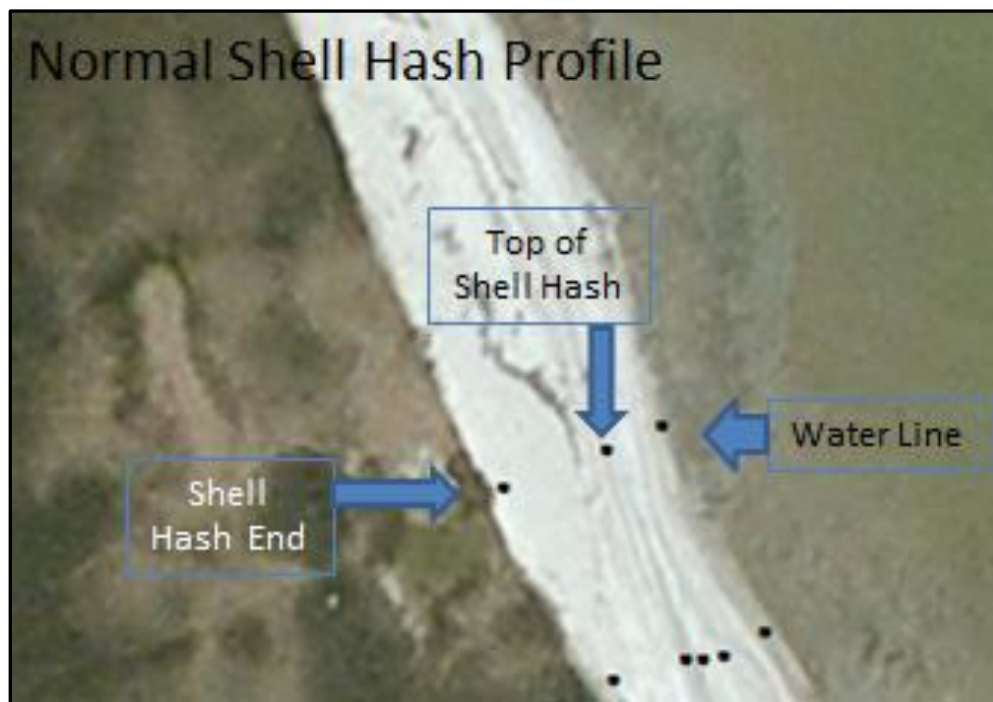 Normal Shell Hash Profile
Top of
Shell Hash
Water Line
Shell
Hash End